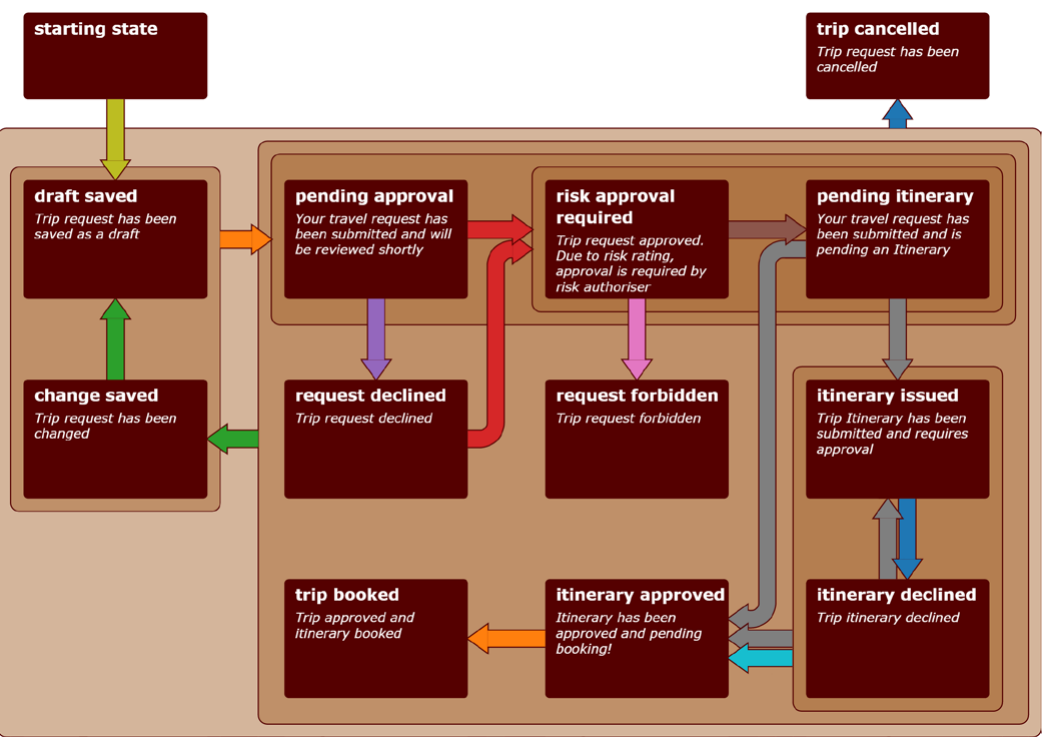 starting state
trip cancelled
Trip request has been
cancelled
draft saved
Trip request has been
saved as a draft
pending approval
Your travel request has
been submitted and will
be reviewed shortly
risk approval
required
Trip request approved.
Due to risk rating,
approval is required by
risk authoriser
pending itinerary
Your travel request has
been submitted and is
pending an Itinerary
change saved
Trip request has been
changed
request declined
Trip request declined
request forbidden
Trip request forbidden
itinerary issued
Trip Itinerary has been
submitted and requires
approval
trip booked
Trip approved and
itinerary booked
itinerary approved
Itinerary has been
approved and pending
booking!
itinerary declined
Trip itinerary declined